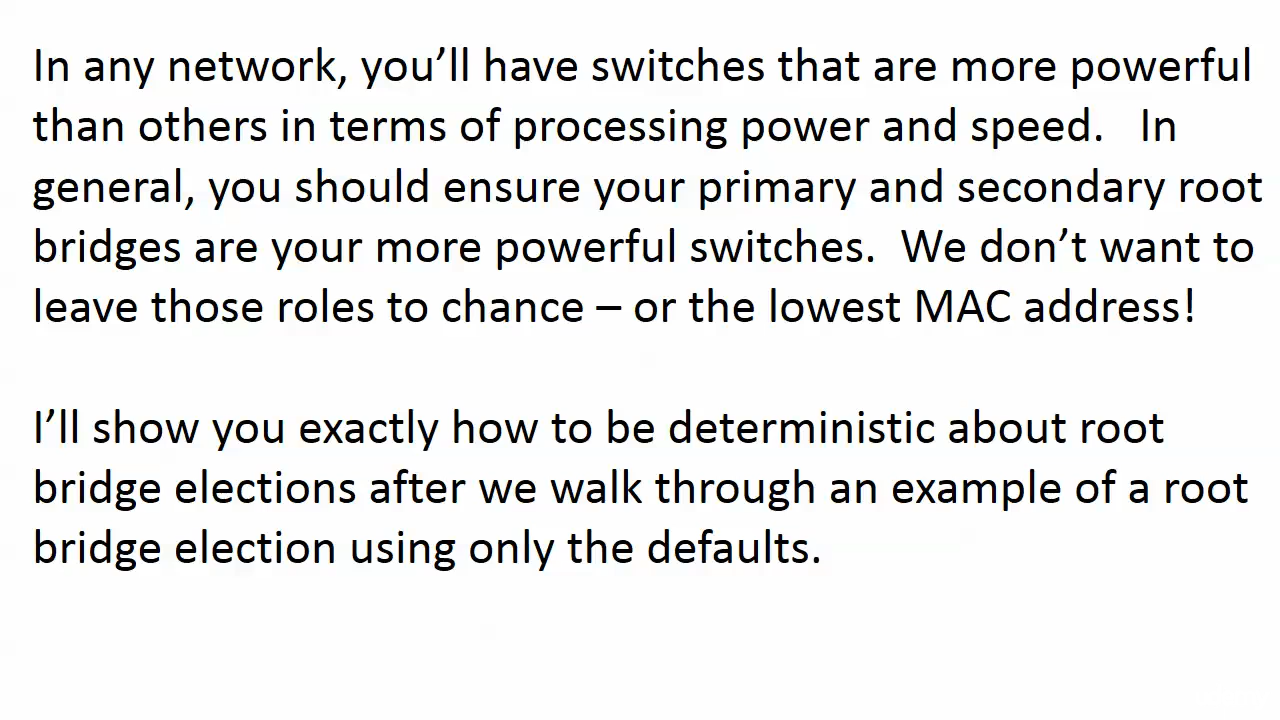 In any network, you’ll have switches that are more powerful
than others in terms of processing power and speed.   In
general, you should ensure your primary and secondary root
bridges are your more powerful switches.  We don’t want to
leave those roles to chance – or the lowest MAC address!
I’ll show you exactly how to be deterministic about root
bridge elections after we walk through an example of a root
bridge election using only the defaults.